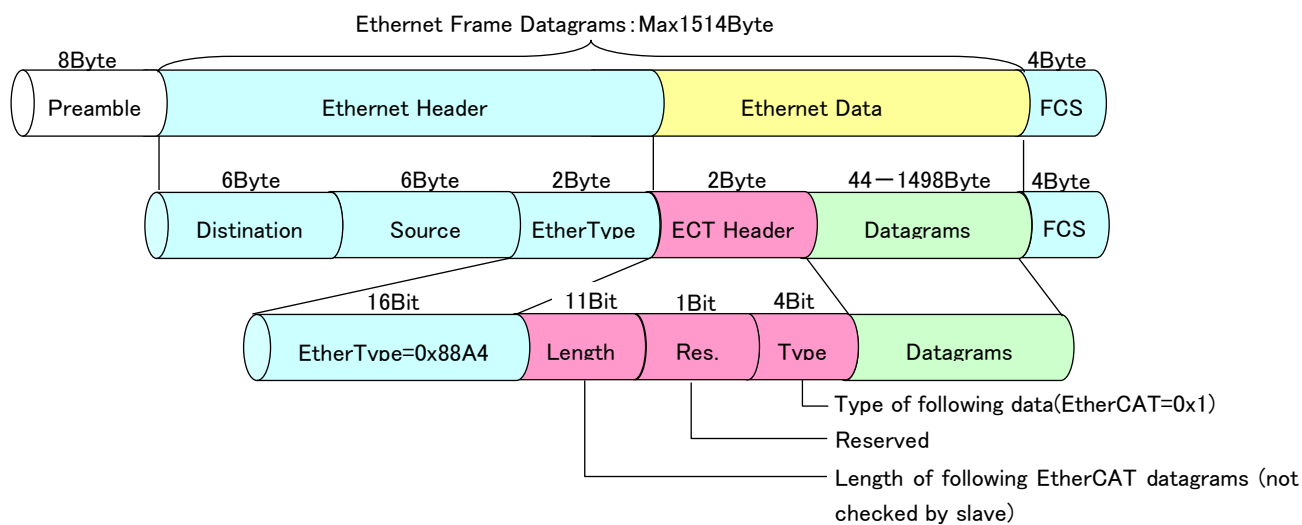 Ethernet Frame Datagrams:Max1514Byte
8Byte
4Byte
Preamble
Ethernet Header
Ethernet Data
FCS
6Byte
6Byte
2Byte
2Byte
44-1498Byte
4Byte
Distination
Source
EtherType
ECT Header
Datagrams
FCS
16Bit
11Bit
1Bit
4Bit
EtherType=0x88A4
Length
Res.
Type
Datagrams
Type of following data(EtherCAT=0x1)
Reserved
Length of following EtherCAT datagrams (not
checked by slave)